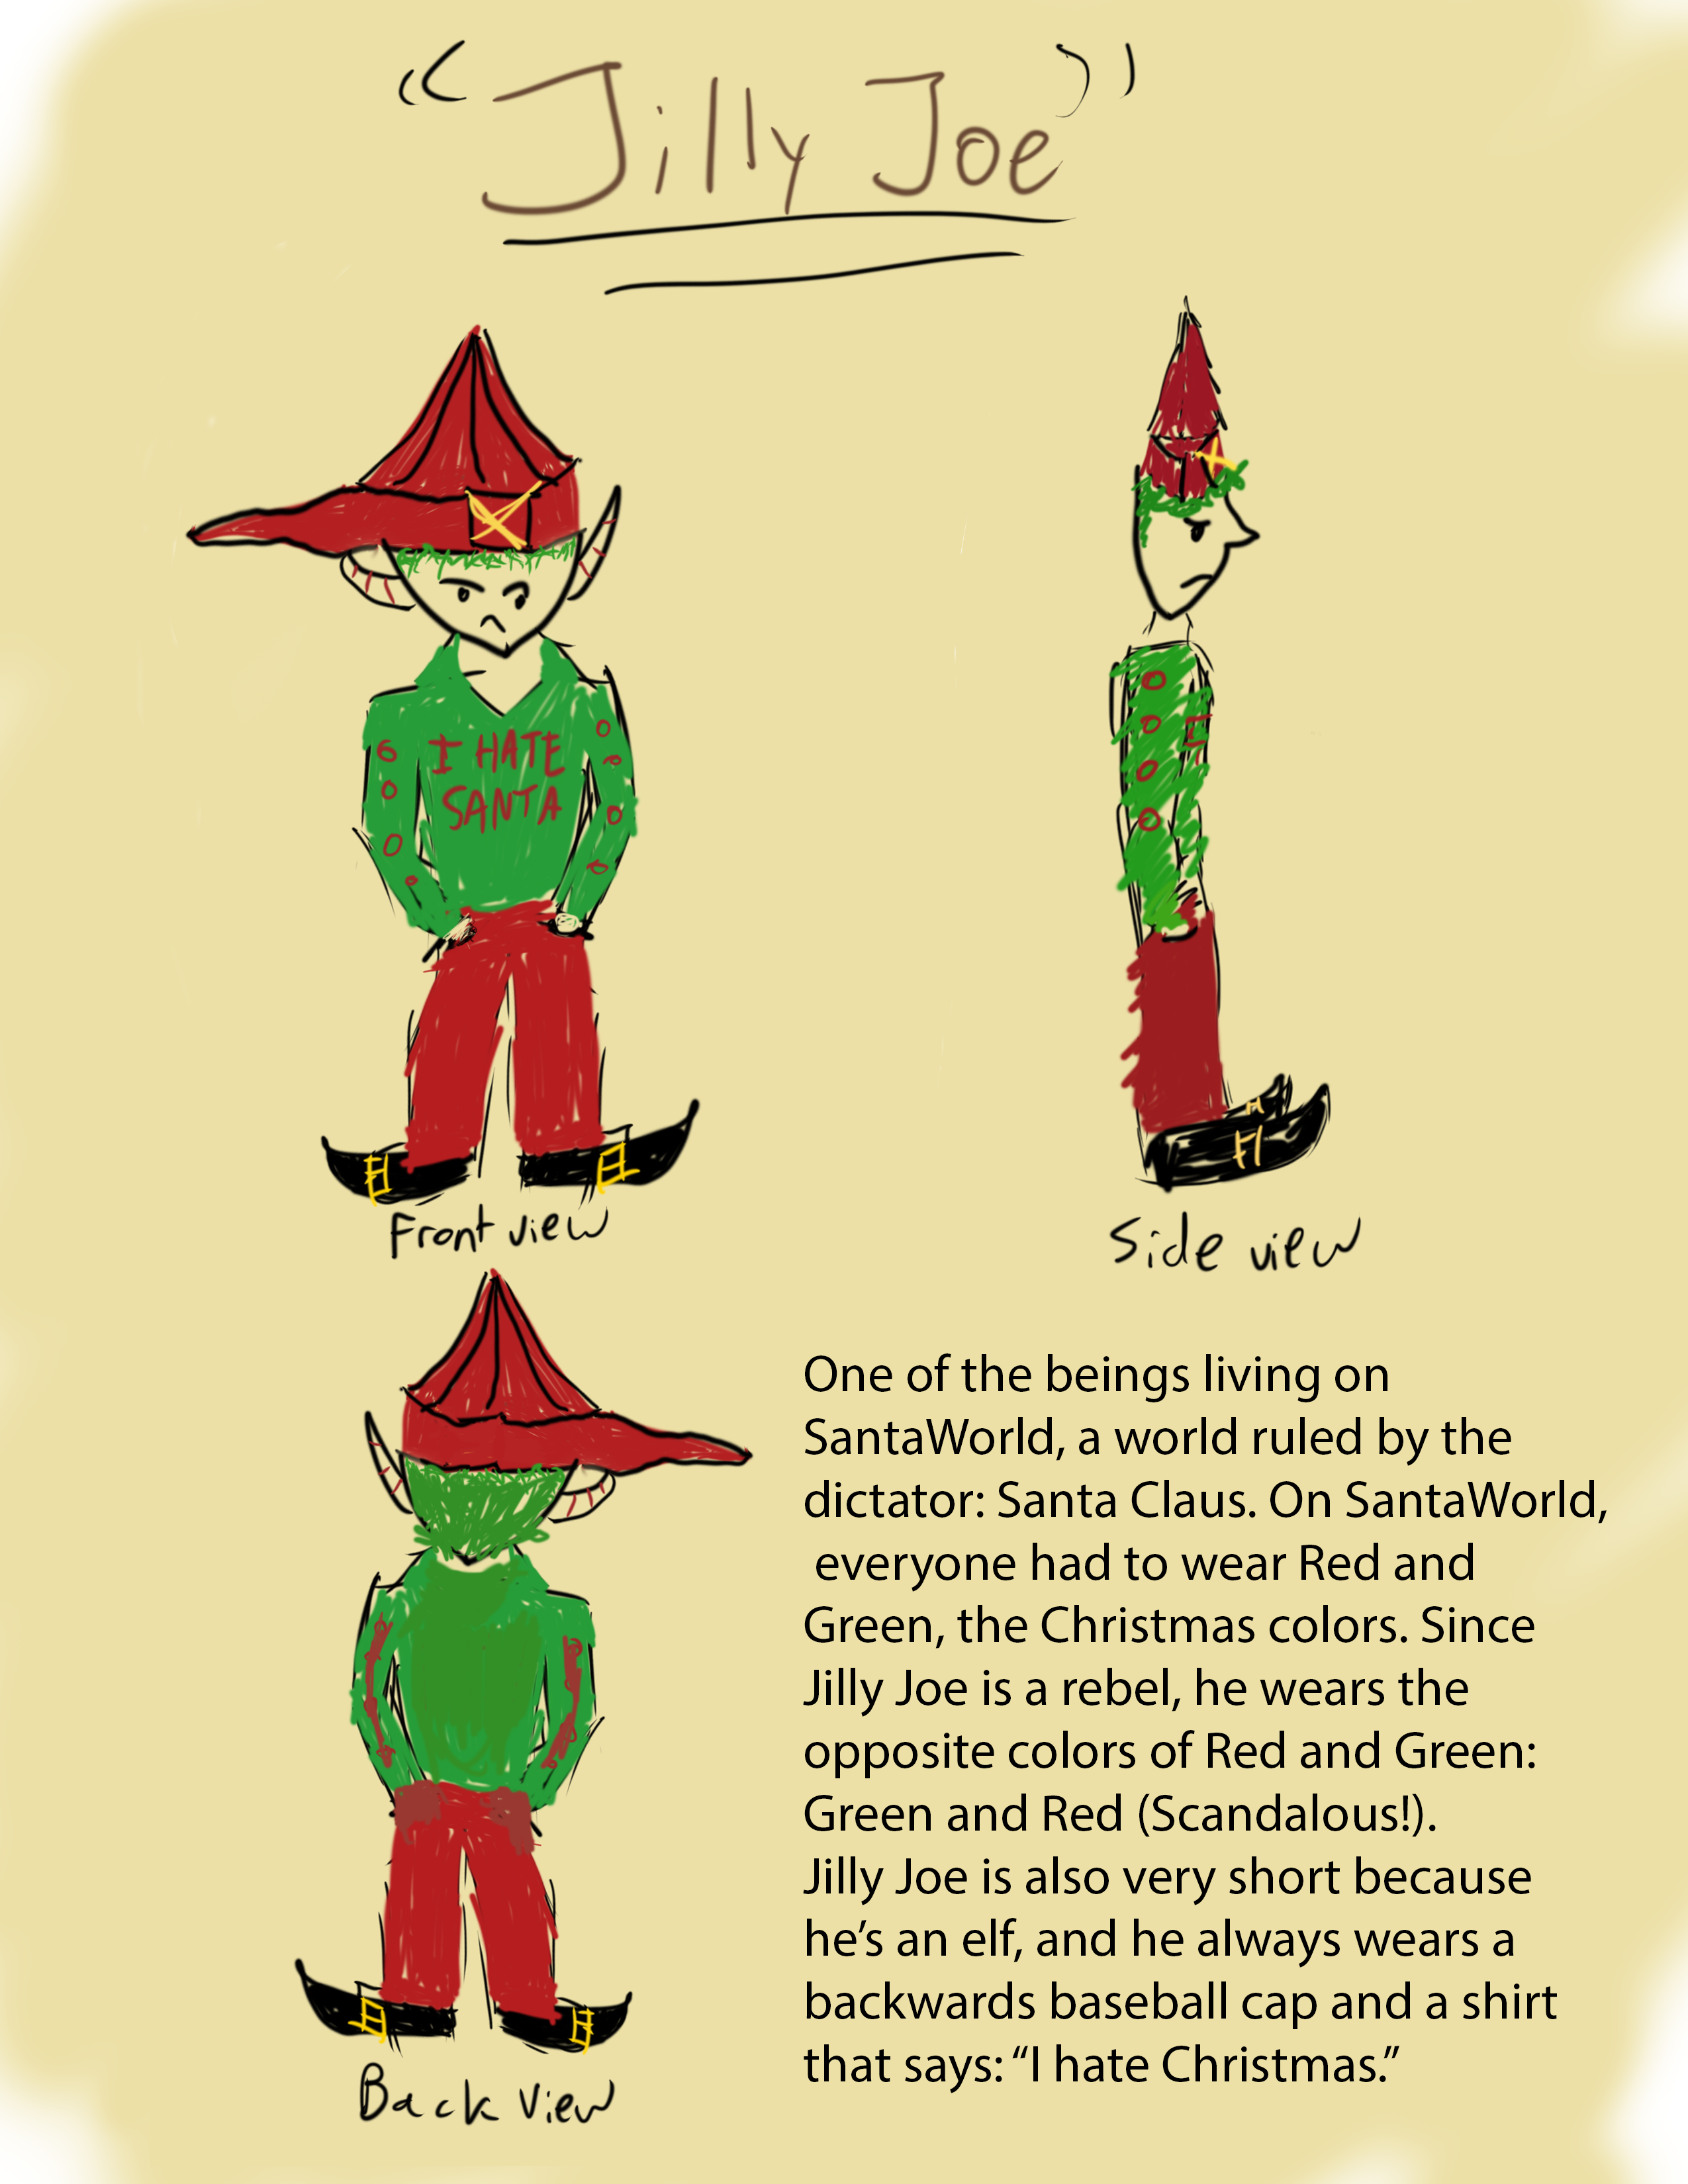 "Jilly Joe"
I HATE
SANTA
Front view
Side view
Back view
One of the beings living on
SantaWorld, a world ruled by the
dictator: Santa Claus. On SantaWorld,
everyone had to wear Red and
Green, the Christmas colors. Since
Jilly Joe is a rebel, he wears the
opposite colors of Red and Green:
Green and Red (Scandalous!).
Jilly Joe is also very short because
he’s an elf, and he always wears a
backwards baseball cap and a shirt
that says: “I hate Christmas.”